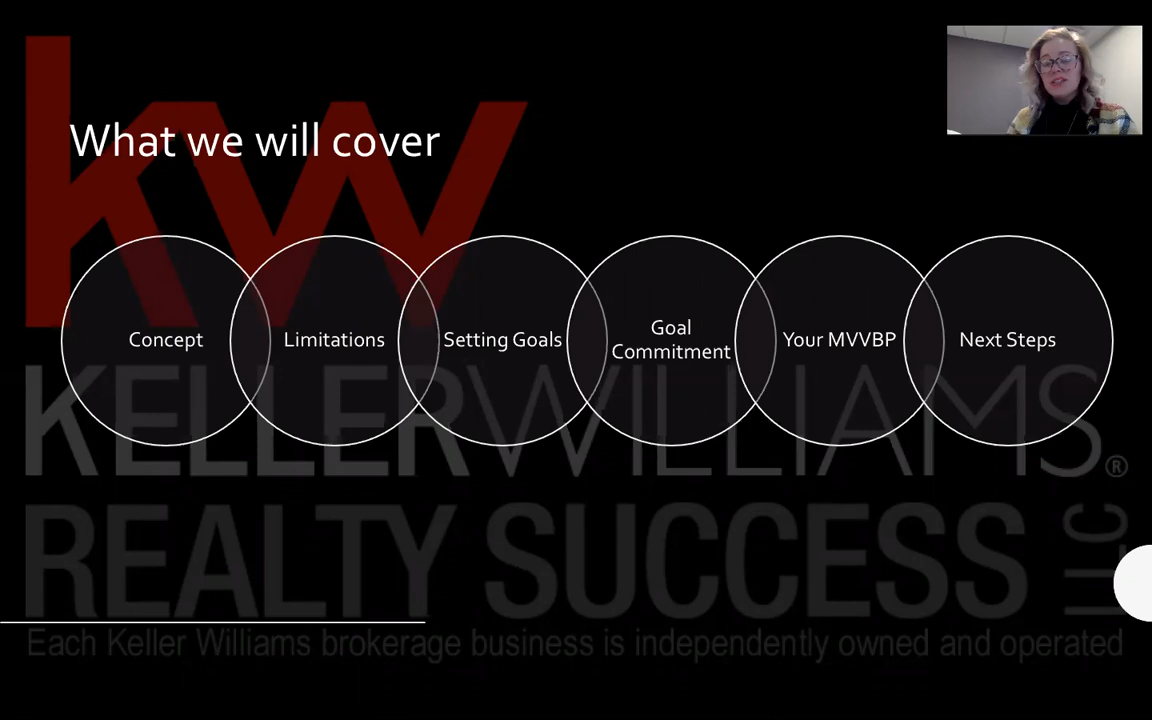 kw
What we will cover
Concept
Limitations
Setting Goals
Goal
Commitment
Your MVVBP
Next Steps
KELLERWILLIAMS®
REALTY SUCCESS LLC
Each Keller Williams brokerage business is independently owned and operated